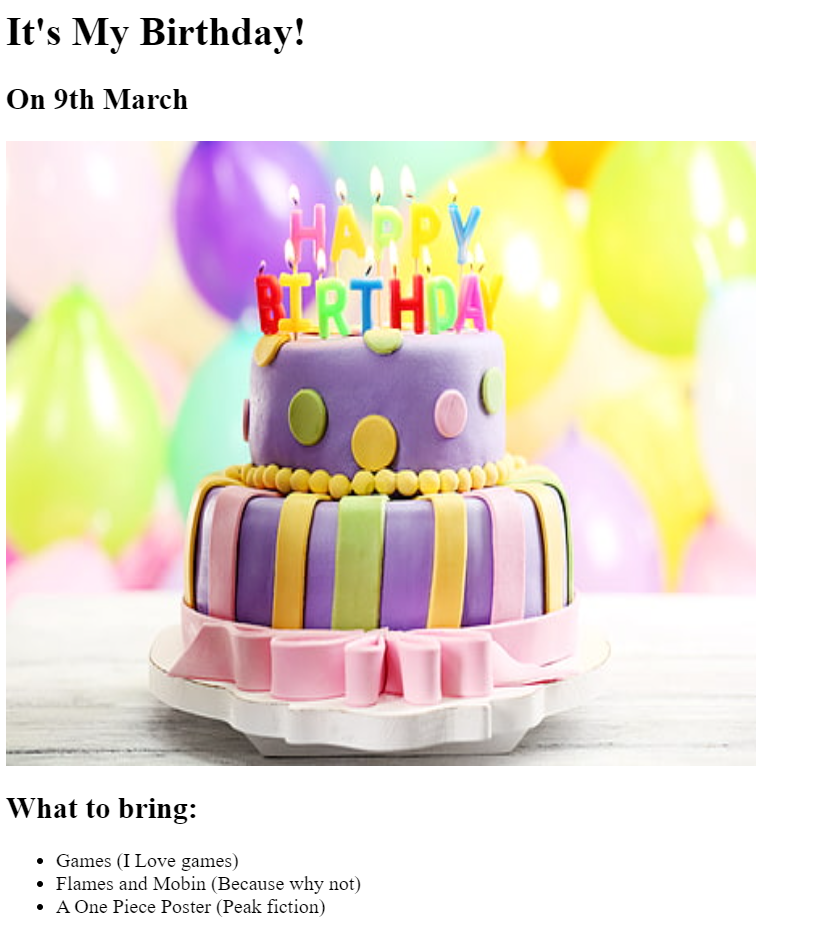 It's My Birthday!
On 9th March
HAPPY
BIRTHDAY
What to bring:
Games (I Love games)
Flames and Mobin (Because why not)
A One Piece Poster (Peak fiction)